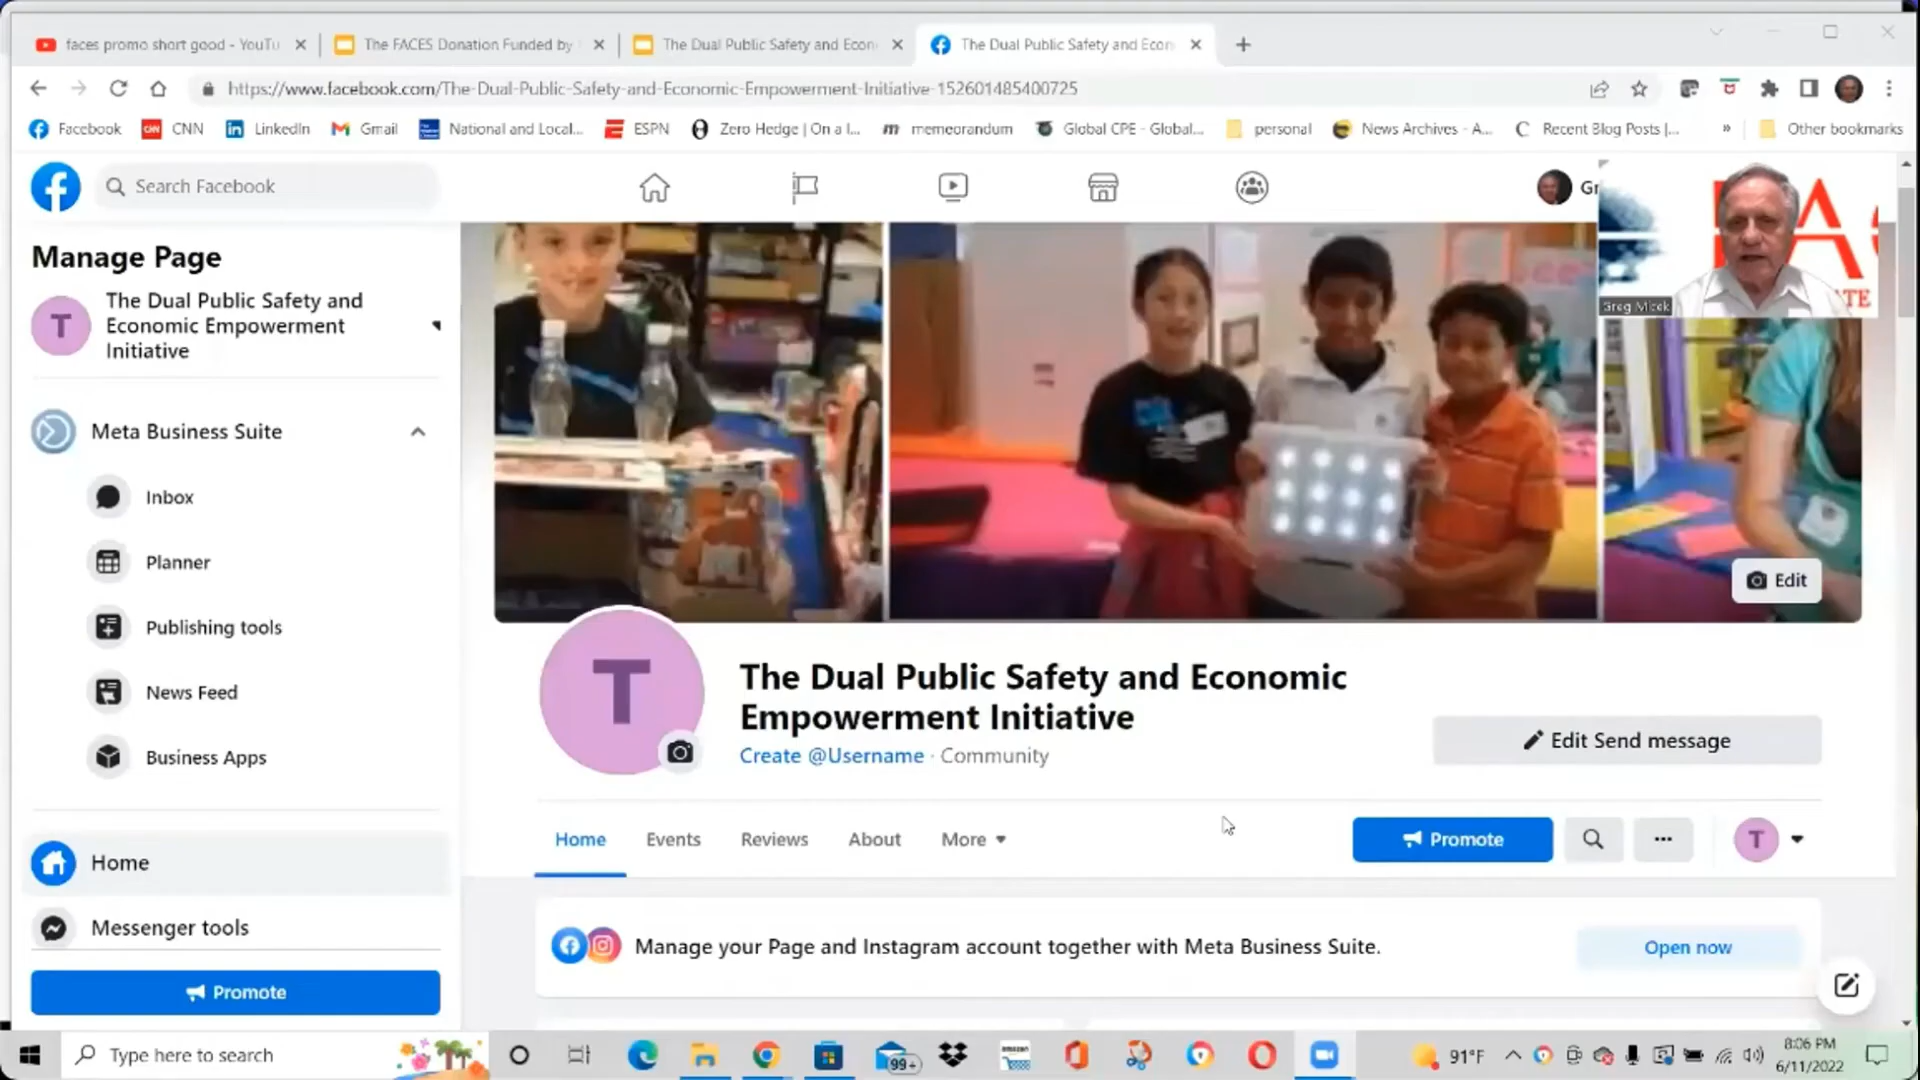 faces promo short good - YouTu
The FACES Donation Funded by
The Dual Public Safety and Econ
The Dual Public Safety and Econ
https://www.facebook.com/The-Dual-Public-Safety-and-Economic-Empowerment-Initiative-152601485400725
Facebook
CNN
LinkedIn
Gmail
National and Local...
ESPN
Zero Hedge | On a l...
memeorandum
Global CPE - Global...
personal
News Archives - A...
Recent Blog Posts |...
»
Other bookmarks
Search Facebook
Gr
Greg Micek
Manage Page
T
The Dual Public Safety and
Economic Empowerment
Initiative
Meta Business Suite
Inbox
Planner
Publishing tools
News Feed
Business Apps
Home
Messenger tools
Promote
Edit
T
The Dual Public Safety and Economic
Empowerment Initiative
Create @Username · Community
Edit Send message
Home
Events
Reviews
About
More
Promote
T
Manage your Page and Instagram account together with Meta Business Suite.
Open now
Type here to search
99+
91°F
8:06 PM
6/11/2022